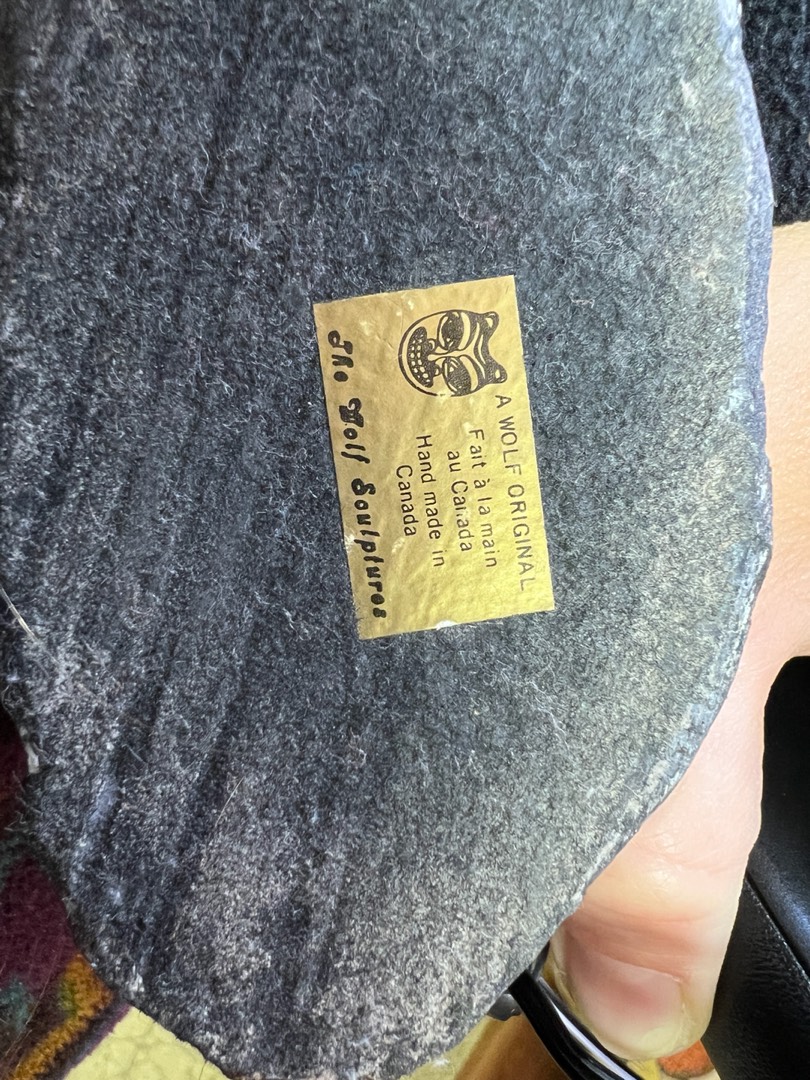 A WOLF ORIGINAL
Fait à la main
au Canada
Hand made in
Canada
The Wolf Sculptures